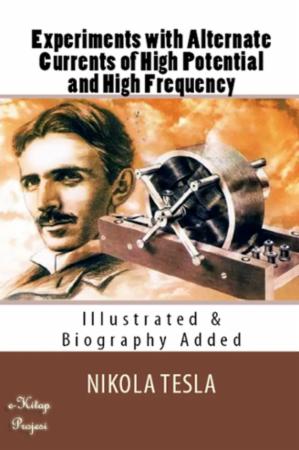 Experiments with Alternate
Currents of High Potential
and High Frequency
Illustrated &
Biography Added
NIKOLA TESLA
e-Kitap
Projesi